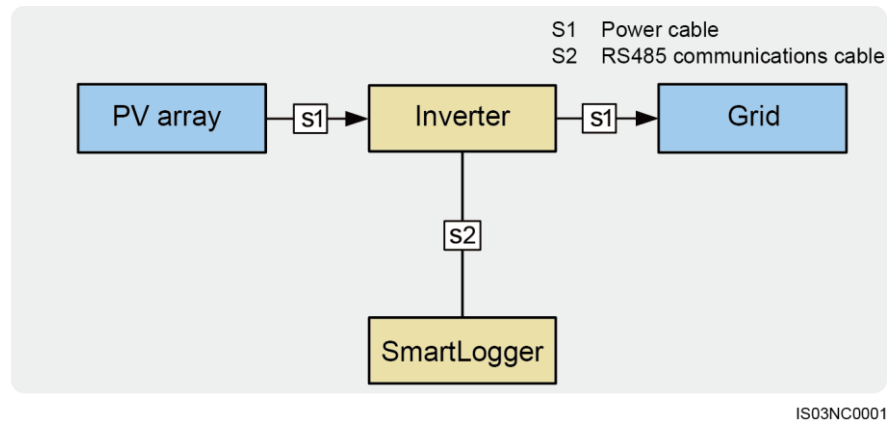 S1 Power cable
S2 RS485 communications cable
PV array
s1
Inverter
s1
Grid
s2
SmartLogger
IS03NC0001